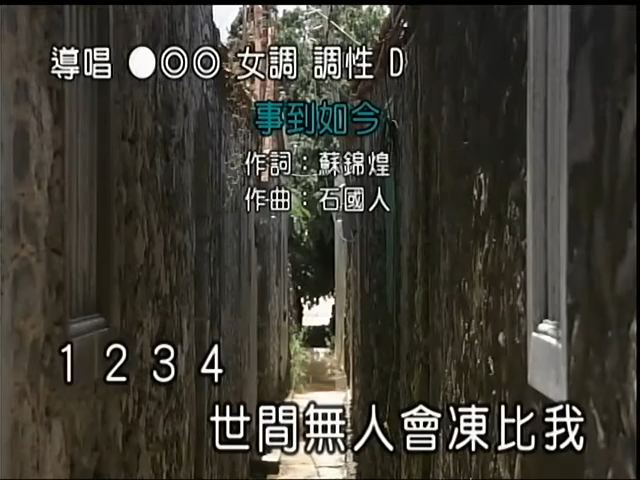 導唱 ●◎◎ 女調 調性 D
事到如今
作詞：蘇錦煌
作曲：石國人
1 2 3 4
世間無人會凍比我